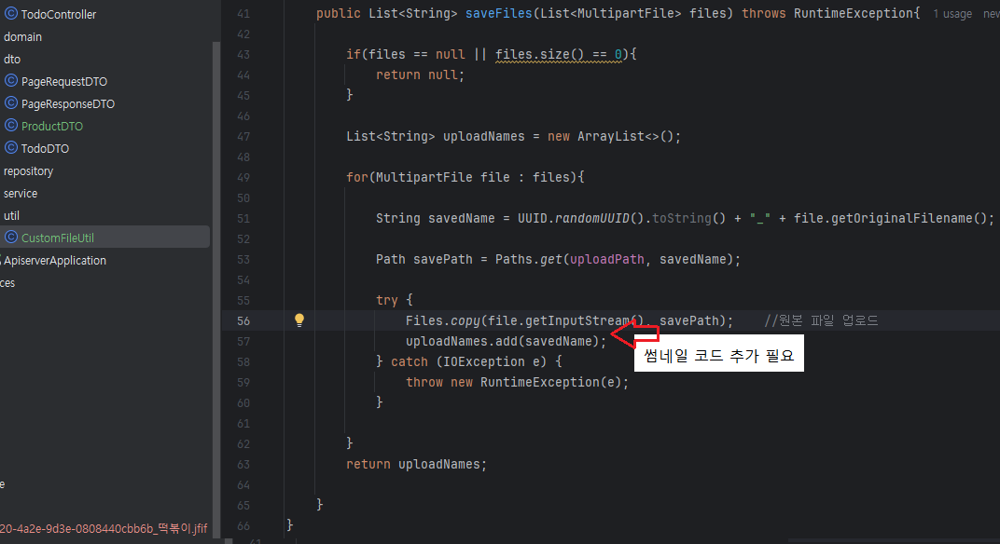 TodoController
domain
dto
PageRequestDTO
PageResponseDTO
ProductDTO
TodoDTO
repository
service
util
CustomFileUtil
ApiserverApplication
ces
e
20-4a2e-9d3e-0808440cbb6b_떡볶이.jfif
41 public List<String> saveFiles(List<MultipartFile> files) throws RuntimeException{ 1 usage new
42
43 if(files == null || files.size() == 0){
44 return null;
45 }
46
47 List<String> uploadNames = new ArrayList<>();
48
49 for(MultipartFile file : files){
50
51 String savedName = UUID.randomUUID().toString() + "_" + file.getOriginalFilename();
52
53 Path savePath = Paths.get(uploadPath, savedName);
54
55 try {
56 Files.copy(file.getInputStream(), savePath); //원본 파일 업로드
57 uploadNames.add(savedName);
썸네일 코드 추가 필요
58 } catch (IOException e) {
59 throw new RuntimeException(e);
60 }
61
62 }
63 return uploadNames;
64
65 }
66 }